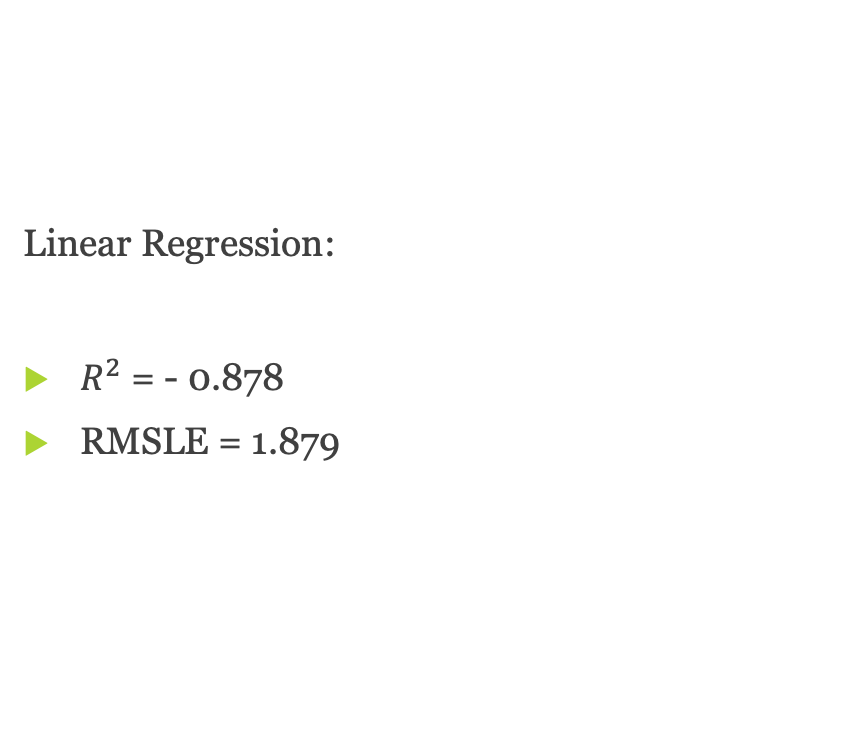 Linear Regression:
▶ R² = - 0.878
▶ RMSLE = 1.879